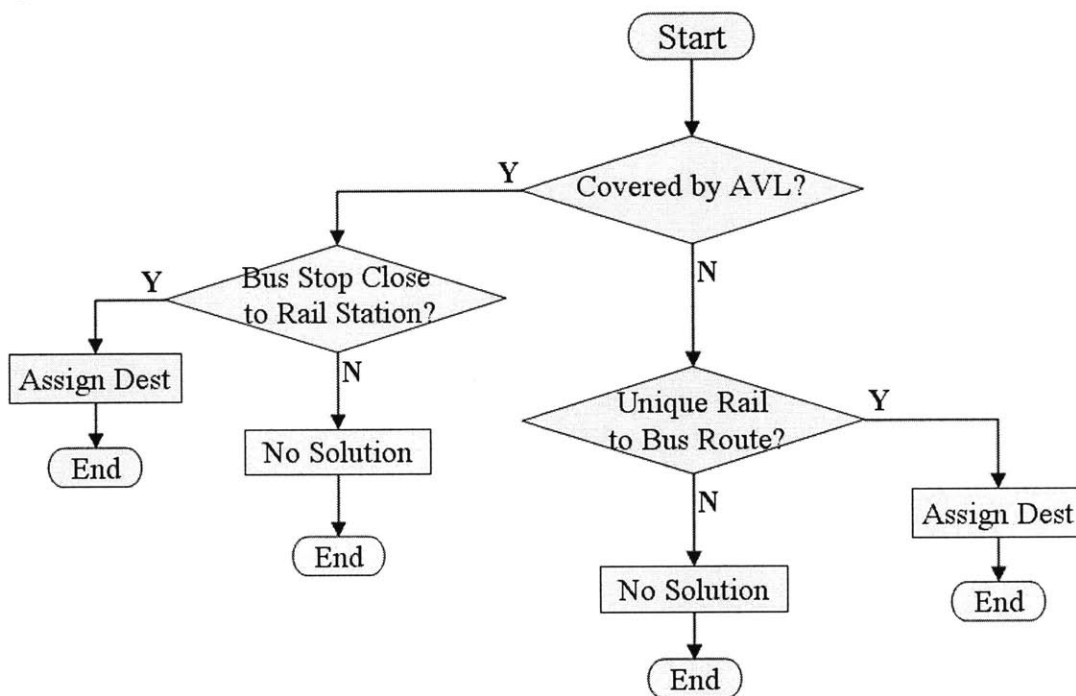 Start
Y
Covered by AVL?
N
Y
Bus Stop Close
to Rail Station?
N
Assign Dest
End
No Solution
End
Unique Rail
to Bus Route?
Y
N
Assign Dest
End
No Solution
End